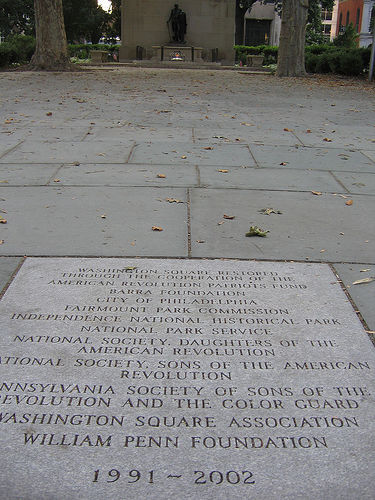 WASHINGTON SQUARE RESTORED
THROUGH THE COOPERATION OF THE
AMERICAN REVOLUTION PATRIOTS FUND
BARRA FOUNDATION
CITY OF PHILADELPHIA
FAIRMOUNT PARK COMMISSION
INDEPENDENCE NATIONAL HISTORICAL PARK
NATIONAL PARK SERVICE
NATIONAL SOCIETY, DAUGHTERS OF THE
AMERICAN REVOLUTION
ATIONAL SOCIETY, SONS OF THE AMERICAN
REVOLUTION
NNSYLVANIA SOCIETY OF SONS OF THE
EVOLUTION AND THE COLOR GUARD
WASHINGTON SQUARE ASSOCIATION
WILLIAM PENN FOUNDATION
1991 ~ 2002